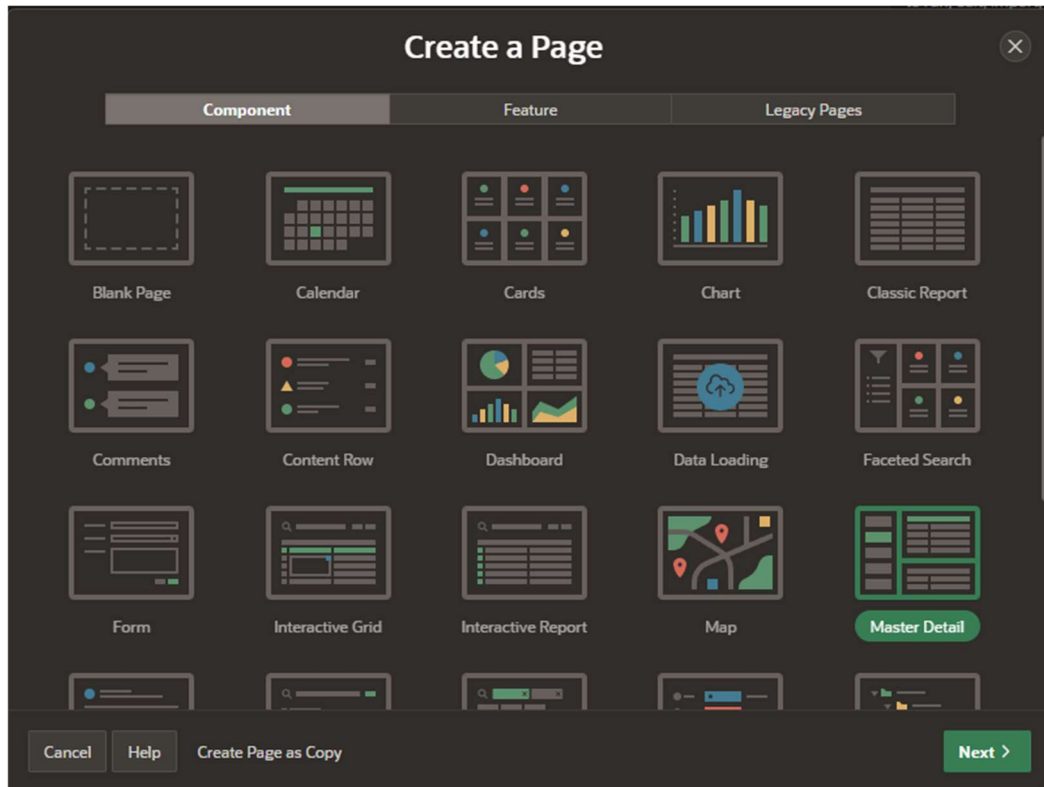 Create a Page
Component Feature Legacy Pages
Blank Page Calendar Cards Chart Classic Report
Comments Content Row Dashboard Data Loading Faceted Search
Form Interactive Grid Interactive Report Map Master Detail
Cancel Help Create Page as Copy Next >